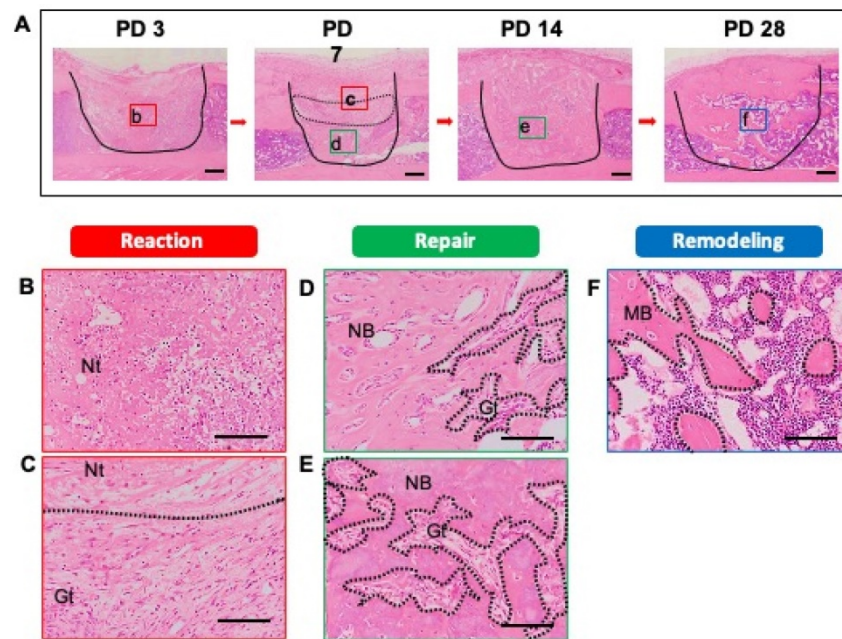 A
PD 3
PD
7
PD 14
PD 28
b
c
d
e
f
Reaction
Repair
Remodeling
B
Nt
D
NB
Gt
F
MB
C
Nt
Gt
E
NB
Gt